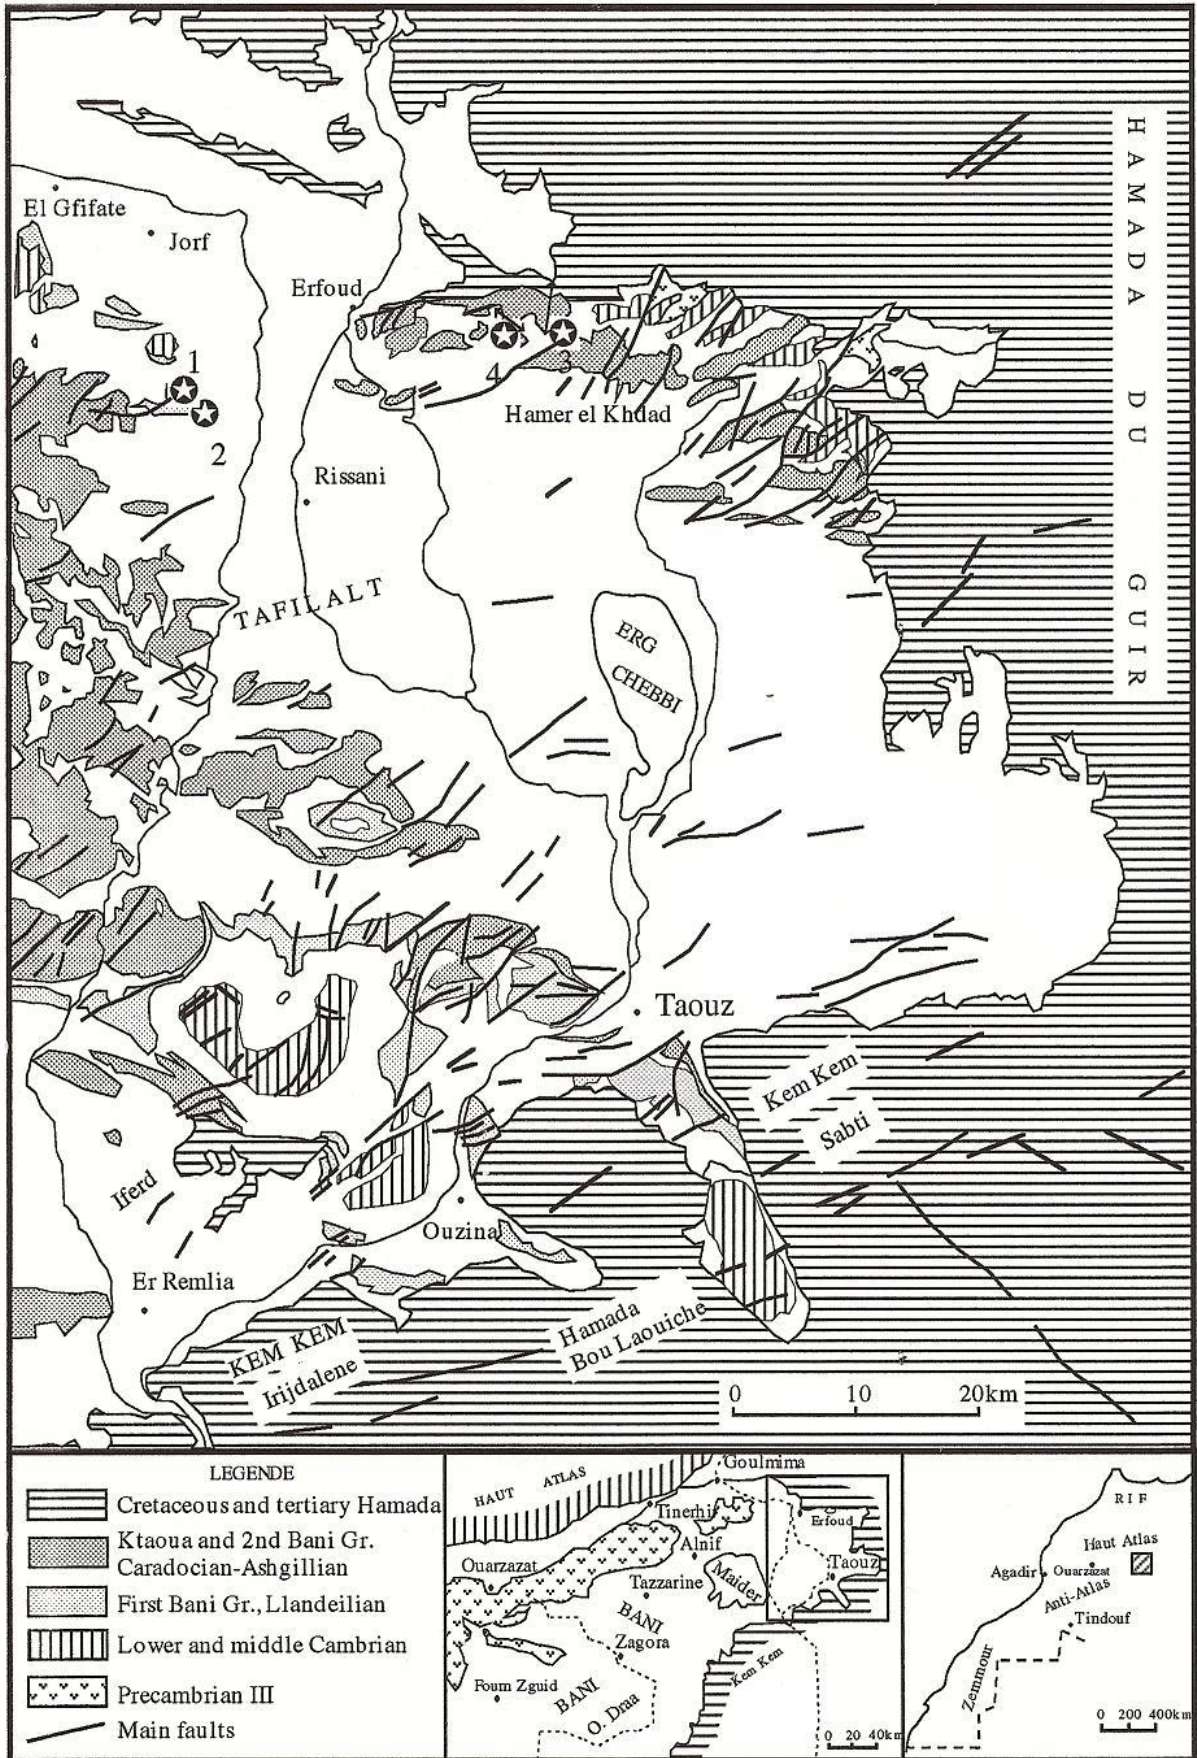 El Gfifate
Jorf
Erfoud
HAMADA DU GUIR
1
2
4
3
Hamer el Khdad
Rissani
TAFILALT
ERG
CHEBBI
Taouz
Kem Kem
Sabti
Iferd
Ouzina
Er Remlia
Hamada
Bou Laouiche
KEM KEM
Irijdalene
0 10 20km
LEGENDE
Cretaceous and tertiary Hamada
Ktaoua and 2nd Bani Gr.
Caradocian-Ashgillian
First Bani Gr., Llandeilian
Lower and middle Cambrian
Precambrian III
Main faults
Goulmima
HAUT ATLAS
Tinerhir
Erfoud
Alnif
Ouarzazat
Taouz
Tazzarine
Maider
BANI
Zagora
Kem Kem
Foum Zguid
BANI
O. Draa
0 20 40km
RIF
Haut Atlas
Agadir
Ouarzazat
Anti-Atlas
Tindouf
Zemmour
0 200 400km